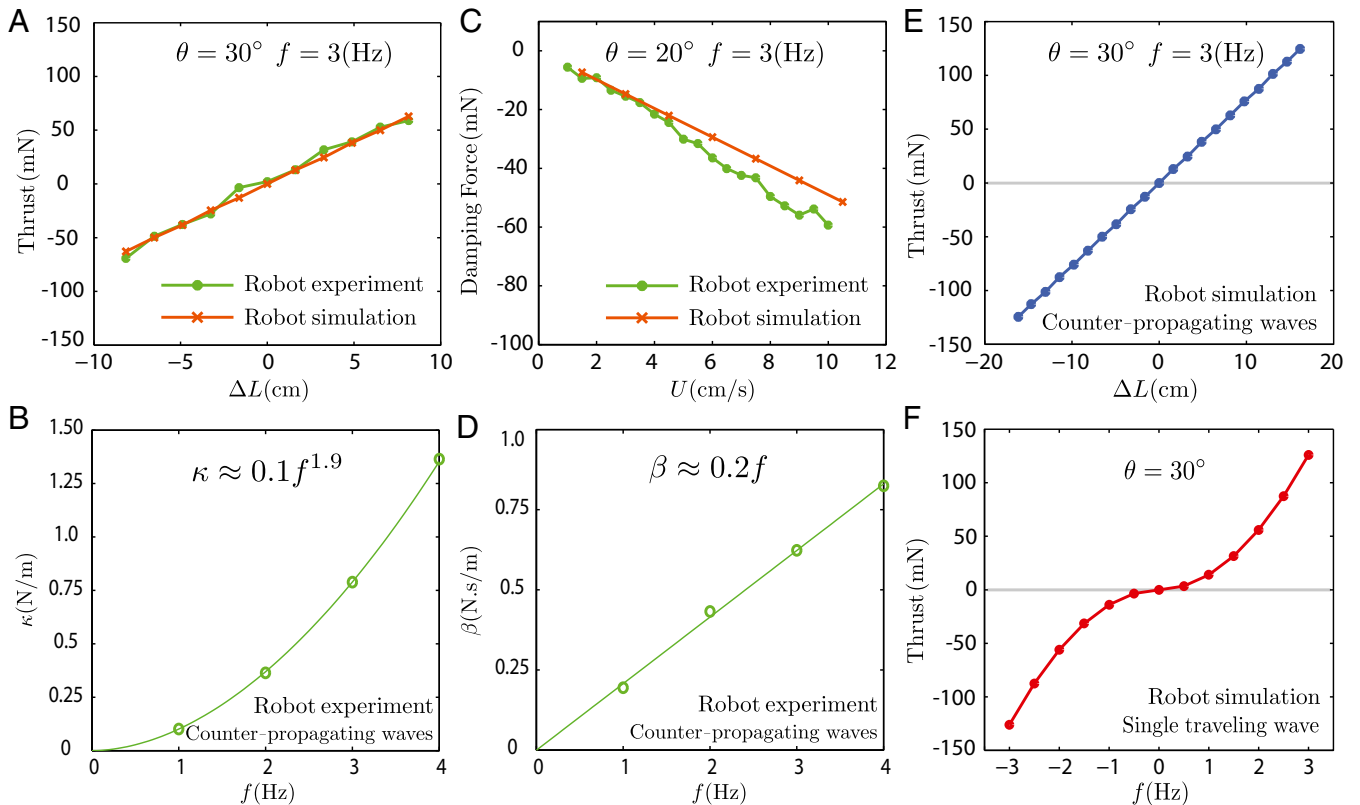 A
θ = 30° f = 3(Hz)
150
100
50
0
-50
-100
-150
Thrust (mN)
Robot experiment
Robot simulation
−10
−5
0
5
10
ΔL(cm)
C
θ = 20° f = 3(Hz)
0
-20
-40
-60
-80
-100
Damping Force (mN)
Robot experiment
Robot simulation
0
2
4
6
8
10
12
U(cm/s)
E
θ = 30° f = 3(Hz)
150
100
50
0
-50
-100
-150
Thrust (mN)
Robot simulation
Counter-propagating waves
−20
−10
0
10
20
ΔL(cm)
B
κ ≈ 0.1f^1.9
1.50
1.25
1.0
0.75
0.5
0.25
0
κ(N/m)
Robot experiment
Counter-propagating waves
0
1
2
3
4
f(Hz)
D
β ≈ 0.2f
1.0
0.75
0.5
0.25
0
β(N.s/m)
Robot experiment
Counter-propagating waves
0
1
2
3
4
f(Hz)
F
θ = 30°
150
100
50
0
-50
-100
-150
Thrust (mN)
Robot simulation
Single traveling wave
−3
−2
−1
0
1
2
3
f(Hz)